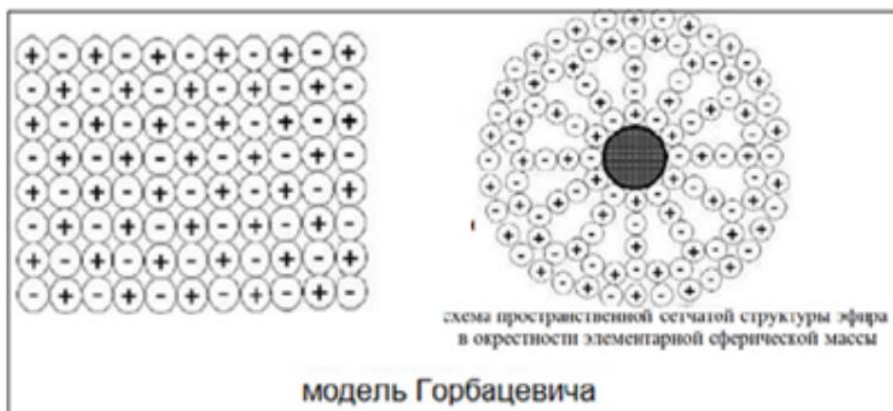 схема пространственной сетчатой структуры эфира
в окрестности элементарной сферической массы
модель Горбацевича